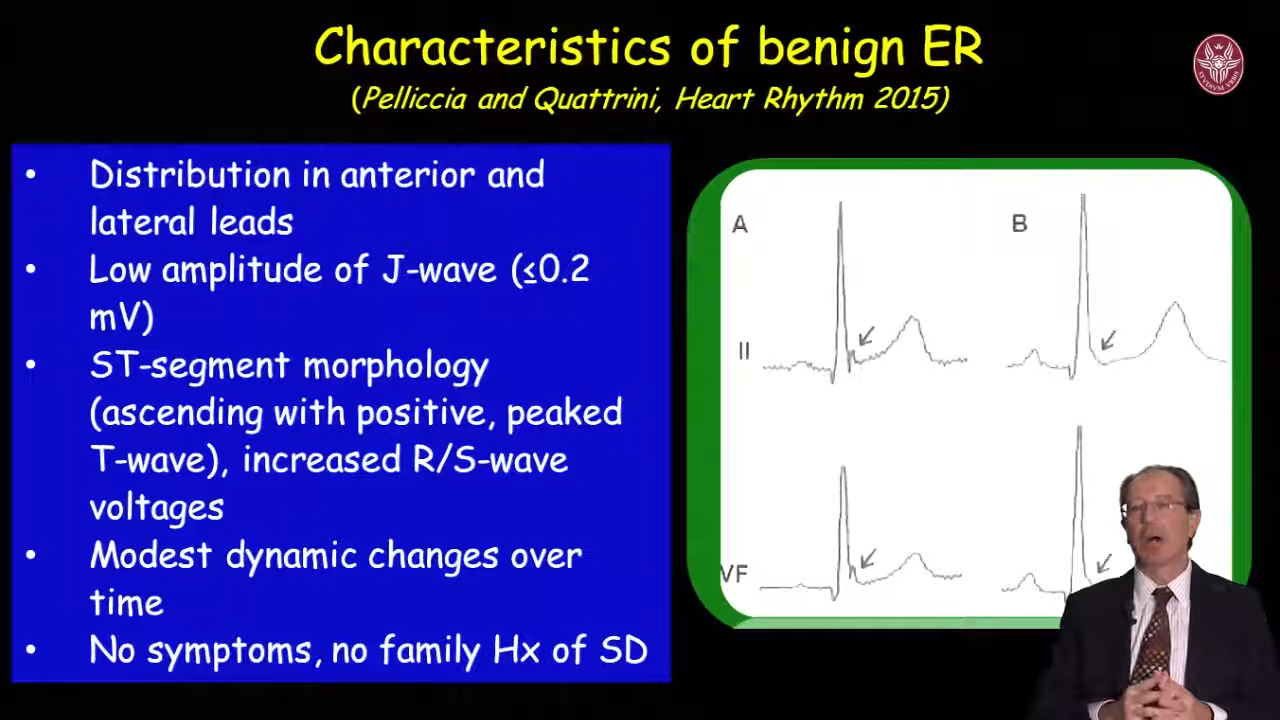 Characteristics of benign ER
(Pelliccia and Quattrini, Heart Rhythm 2015)
• Distribution in anterior and
lateral leads
• Low amplitude of J-wave (≤0.2
mV)
• ST-segment morphology
(ascending with positive, peaked
T-wave), increased R/S-wave
voltages
• Modest dynamic changes over
time
• No symptoms, no family Hx of SD
A
B
II
VF